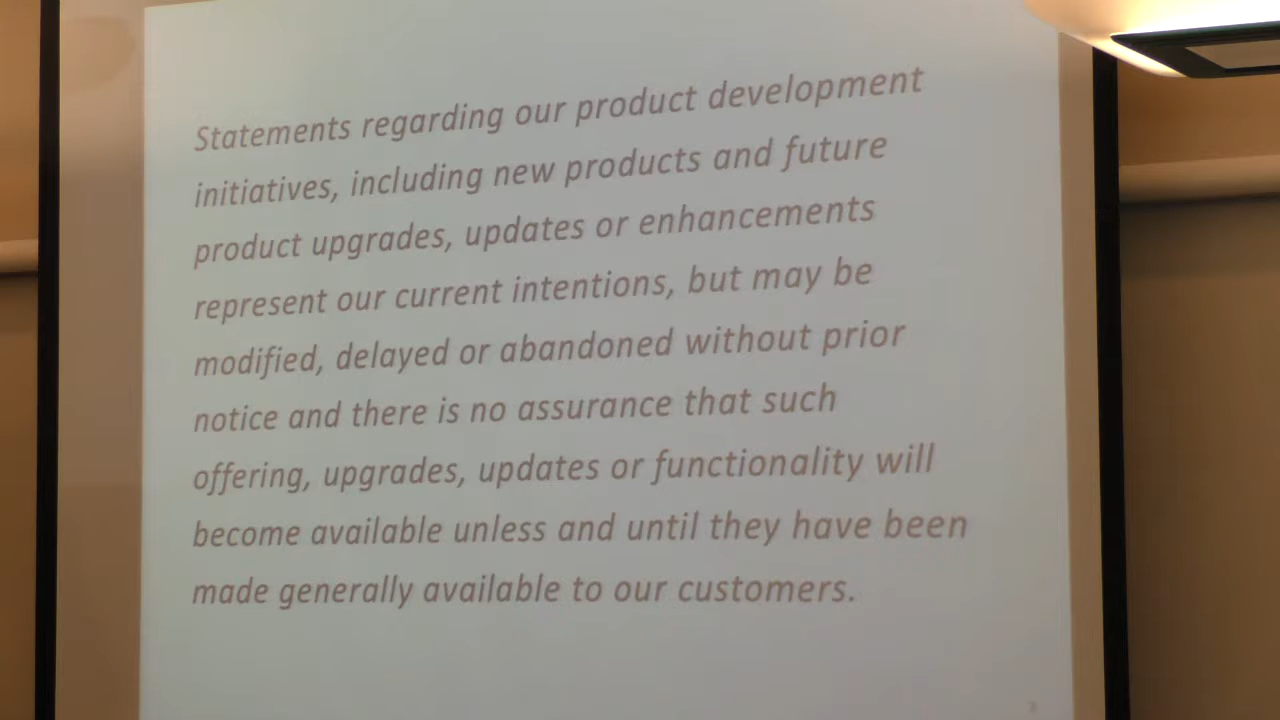 Statements regarding our product development
initiatives, including new products and future
product upgrades, updates or enhancements
represent our current intentions, but may be
modified, delayed or abandoned without prior
notice and there is no assurance that such
offering, upgrades, updates or functionality will
become available unless and until they have been
made generally available to our customers.